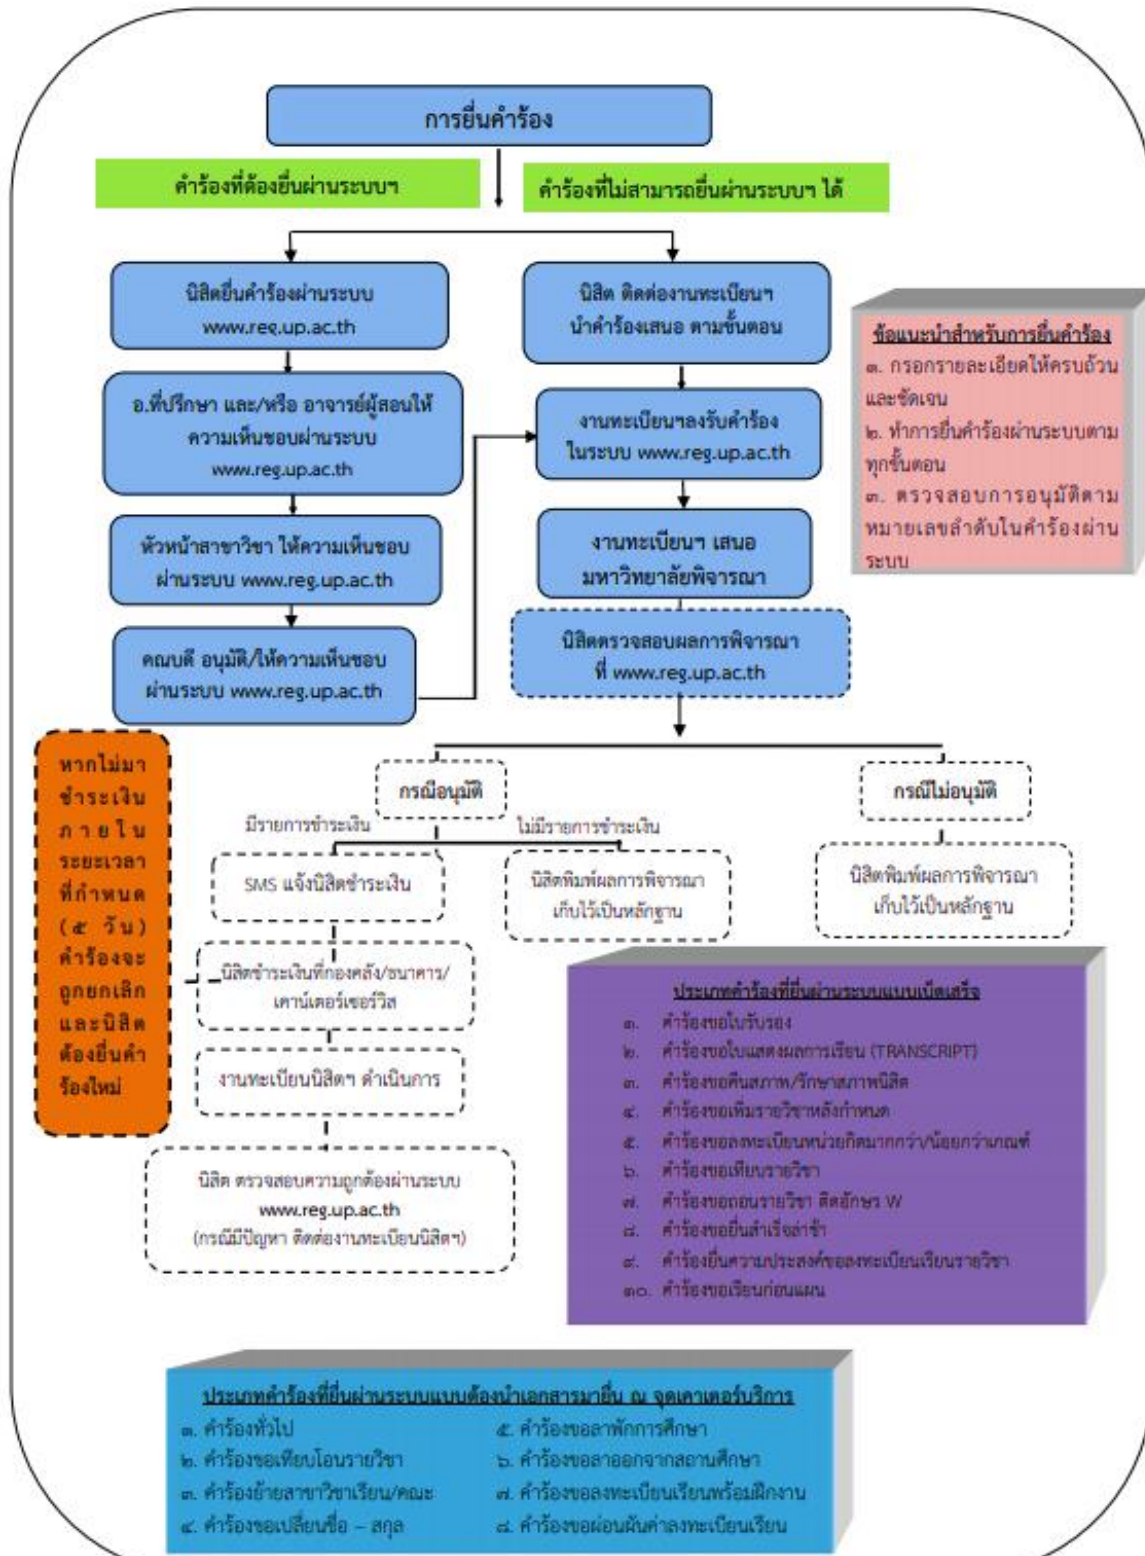 การยื่นคำร้อง
คำร้องที่ต้องยื่นผ่านระบบฯ
คำร้องที่ไม่สามารถยื่นผ่านระบบฯ ได้
นิสิตยื่นคำร้องผ่านระบบ
www.reg.up.ac.th
นิสิต ติดต่องานทะเบียนฯ
นำคำร้องเสนอ ตามขั้นตอน
ข้อแนะนำสำหรับการยื่นคำร้อง
๑. กรอกรายละเอียดให้ครบถ้วน
และชัดเจน
๒. ทำการยื่นคำร้องผ่านระบบตาม
ทุกขั้นตอน
๓. ตรวจสอบการอนุมัติตาม
หมายเลขลำดับในคำร้องผ่าน
ระบบ
อ.ที่ปรึกษา และ/หรือ อาจารย์ผู้สอนให้
ความเห็นชอบผ่านระบบ
www.reg.up.ac.th
งานทะเบียนฯลงรับคำร้อง
ในระบบ www.reg.up.ac.th
หัวหน้าสาขาวิชา ให้ความเห็นชอบ
ผ่านระบบ www.reg.up.ac.th
งานทะเบียนฯ เสนอ
มหาวิทยาลัยพิจารณา
คณบดี อนุมัติ/ให้ความเห็นชอบ
ผ่านระบบ www.reg.up.ac.th
นิสิตตรวจสอบผลการพิจารณา
ที่ www.reg.up.ac.th
หากไม่มา
ชำระเงิน
ภายใน
ระยะเวลา
ที่กำหนด
(๕ วัน)
คำร้องจะ
ถูกยกเลิก
และนิสิต
ต้องยื่นคำ
ร้องใหม่
กรณีอนุมัติ
กรณีไม่อนุมัติ
มีรายการชำระเงิน
ไม่มีรายการชำระเงิน
SMS แจ้งนิสิตชำระเงิน
นิสิตพิมพ์ผลการพิจารณา
เก็บไว้เป็นหลักฐาน
นิสิตพิมพ์ผลการพิจารณา
เก็บไว้เป็นหลักฐาน
นิสิตชำระเงินที่กองคลัง/ธนาคาร/
เคาน์เตอร์เซอร์วิส
งานทะเบียนนิสิตฯ ดำเนินการ
นิสิต ตรวจสอบความถูกต้องผ่านระบบ
www.reg.up.ac.th
(กรณีมีปัญหา ติดต่องานทะเบียนนิสิตฯ)
ประเภทคำร้องที่ยื่นผ่านระบบแบบเบ็ดเสร็จ
๑. คำร้องขอใบรับรอง
๒. คำร้องขอใบแสดงผลการเรียน (TRANSCRIPT)
๓. คำร้องขอคืนสภาพ/รักษาสภาพนิสิต
๔. คำร้องขอเพิ่มรายวิชาหลังกำหนด
๕. คำร้องขอลงทะเบียนหน่วยกิตมากกว่า/น้อยกว่าเกณฑ์
๖. คำร้องขอเทียบรายวิชา
๗. คำร้องขอถอนรายวิชา ติดอักษร W
๘. คำร้องขอยื่นสำเร็จล่าช้า
๙. คำร้องยื่นความประสงค์ขอลงทะเบียนเรียนรายวิชา
๑๐. คำร้องขอเรียนก่อนแผน
ประเภทคำร้องที่ยื่นผ่านระบบแบบต้องนำเอกสารมายื่น ณ จุดเคาเตอร์บริการ
๑. คำร้องทั่วไป
๒. คำร้องขอเทียบโอนรายวิชา
๓. คำร้องย้ายสาขาวิชาเรียน/คณะ
๔. คำร้องขอเปลี่ยนชื่อ – สกุล
๕. คำร้องขอลาพักการศึกษา
๖. คำร้องขอลาออกจากสถานศึกษา
๗. คำร้องขอลงทะเบียนเรียนพร้อมฝึกงาน
๘. คำร้องขอผ่อนผันค่าลงทะเบียนเรียน